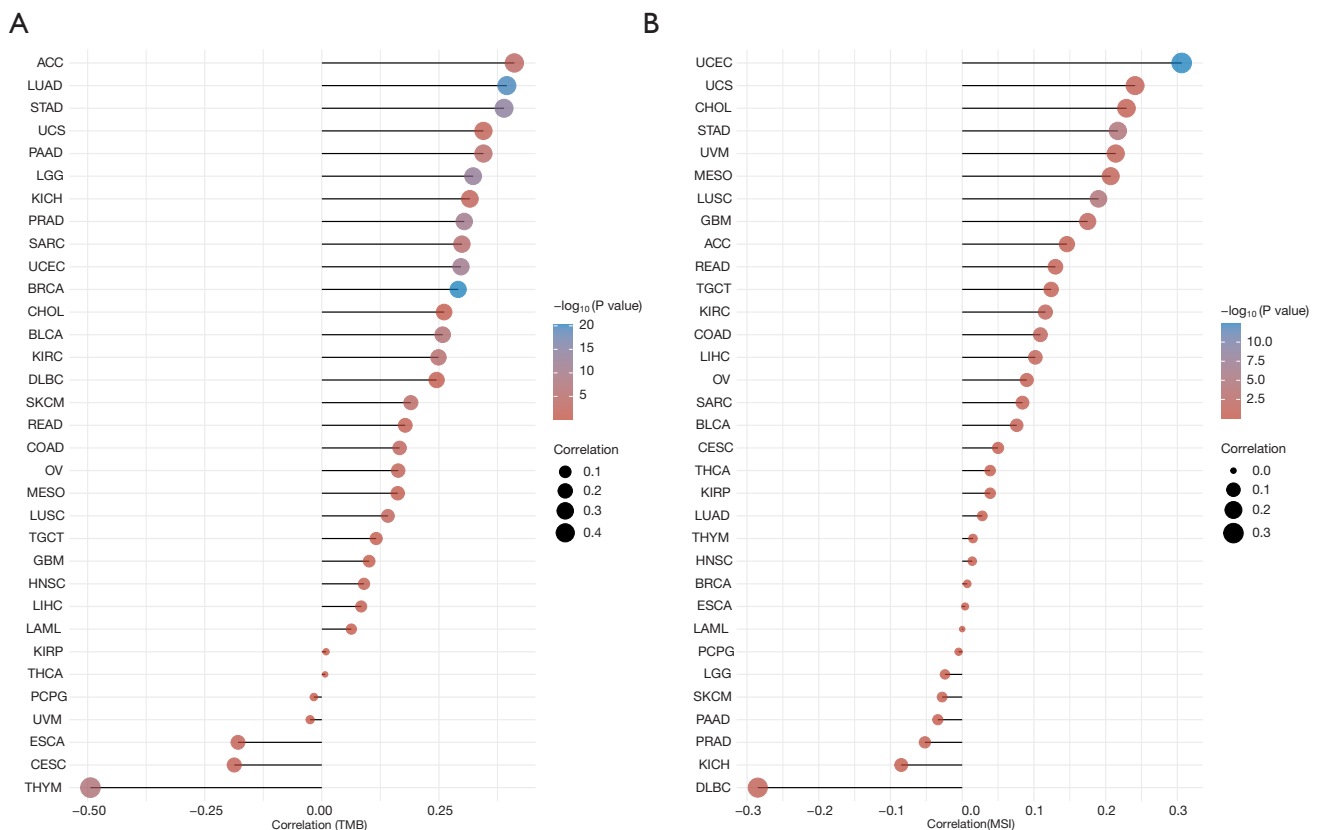 A
ACC
LUAD
STAD
UCS
PAAD
LGG
KICH
PRAD
SARC
UCEC
BRCA
CHOL
BLCA
KIRC
DLBC
SKCM
READ
COAD
OV
MESO
LUSC
TGCT
GBM
HNSC
LIHC
LAML
KIRP
THCA
PCPG
UVM
ESCA
CESC
THYM
−0.50 −0.25 0.00 0.25
Correlation (TMB)
−log₁₀ (P value)
20
15
10
5
Correlation
0.1
0.2
0.3
0.4
B
UCEC
UCS
CHOL
STAD
UVM
MESO
LUSC
GBM
ACC
READ
TGCT
KIRC
COAD
LIHC
OV
SARC
BLCA
CESC
THCA
KIRP
LUAD
THYM
HNSC
BRCA
ESCA
LAML
PCPG
LGG
SKCM
PAAD
PRAD
KICH
DLBC
−0.3 −0.2 −0.1 0.0 0.1 0.2 0.3
Correlation(MSI)
−log₁₀ (P value)
10.0
7.5
5.0
2.5
Correlation
0.0
0.1
0.2
0.3